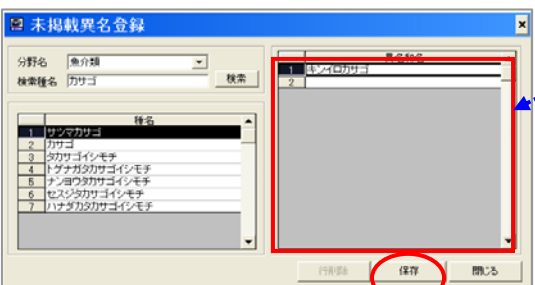 未掲載異名登録
分野名 魚介類
検索種名 カサゴ 検索
種名
1 サツマカサゴ
2 カサゴ
3 タカサゴイシモチ
4 トゲナガタカサゴイシモチ
5 ナンヨウタカサゴイシモチ
6 セスジタカサゴイシモチ
7 ハナダカタカサゴイシモチ
異名和名
1 キンイロカサゴ
2
行削除 保存 閉じる